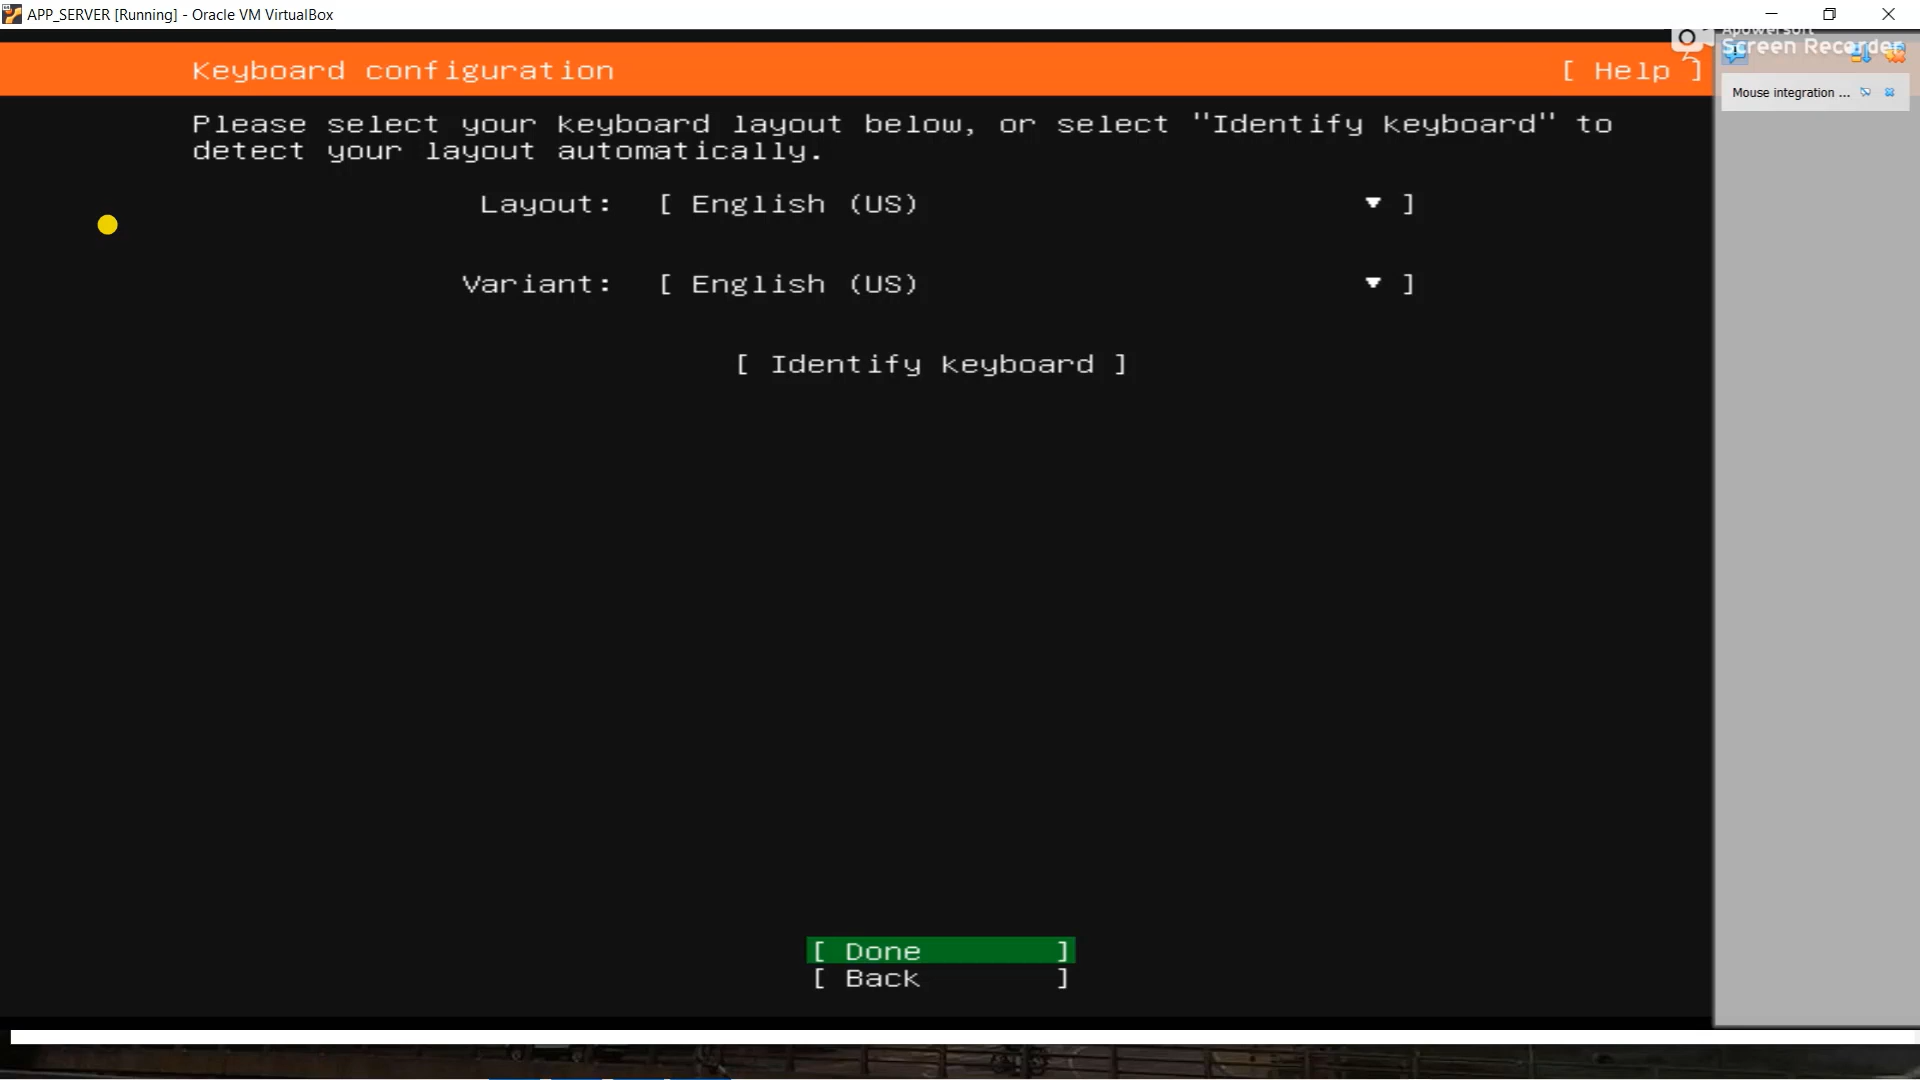 APP_SERVER [Running] - Oracle VM VirtualBox
Apowersoft
Screen Recorder
Keyboard configuration [ Help ]
Mouse integration ...
Please select your keyboard layout below, or select "Identify keyboard" to
detect your layout automatically.
Layout: [ English (US) ▾ ]
Variant: [ English (US) ▾ ]
[ Identify keyboard ]
[ Done ]
[ Back ]